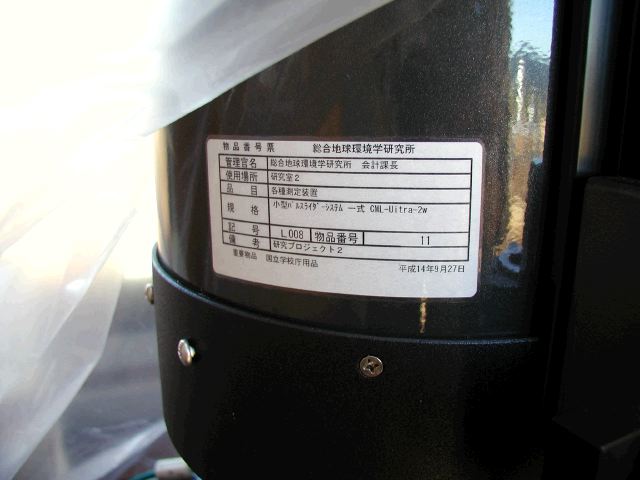 物品番号票 総合地球環境学研究所
管理官名 総合地球環境学研究所 会計課長
使用場所 研究室2
品目 各種測定装置
規格 小型パルスライダーシステム 一式 CML-Uitra-2w
記号 L008 物品番号 11
備考 研究プロジェクト2
重要物品 国立学校庁用品
平成14年9月27日